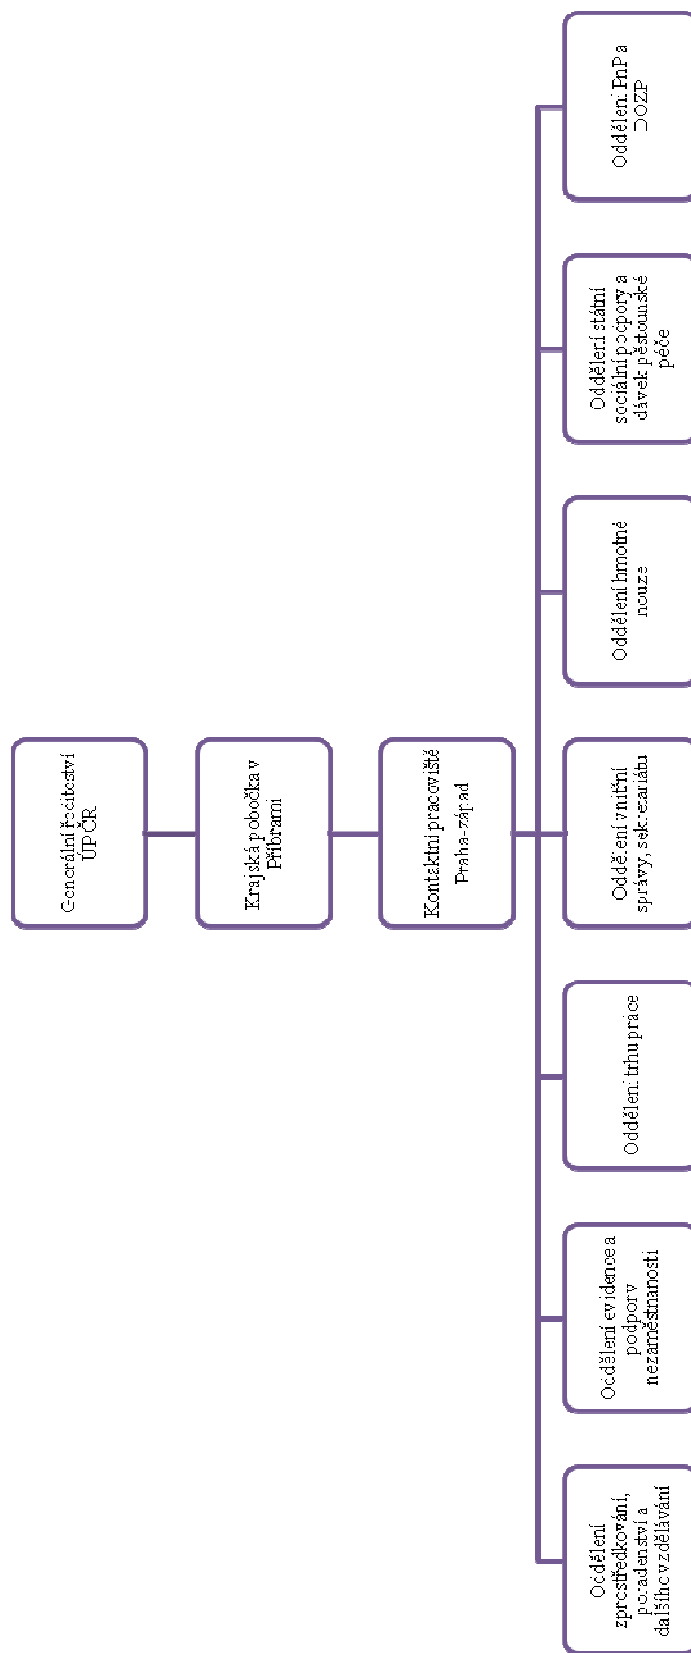 Generální ředitelství
ÚPČR
Krajská pobočka v
Příbrami
Kontaktní pracoviště
Praha-západ
Oddělení
zprostředkování,
poradenství a
dalšího vzdělávání
Oddělení evidence a
podpory
nezaměstnanosti
Oddělení trhu práce
Oddělení vnitřní
správy, sekretariátu
Oddělení hmotné
nouze
Oddělení státní
sociální podpory a
dávek pěstounské
péče
Oddělení PnP a
DOZP